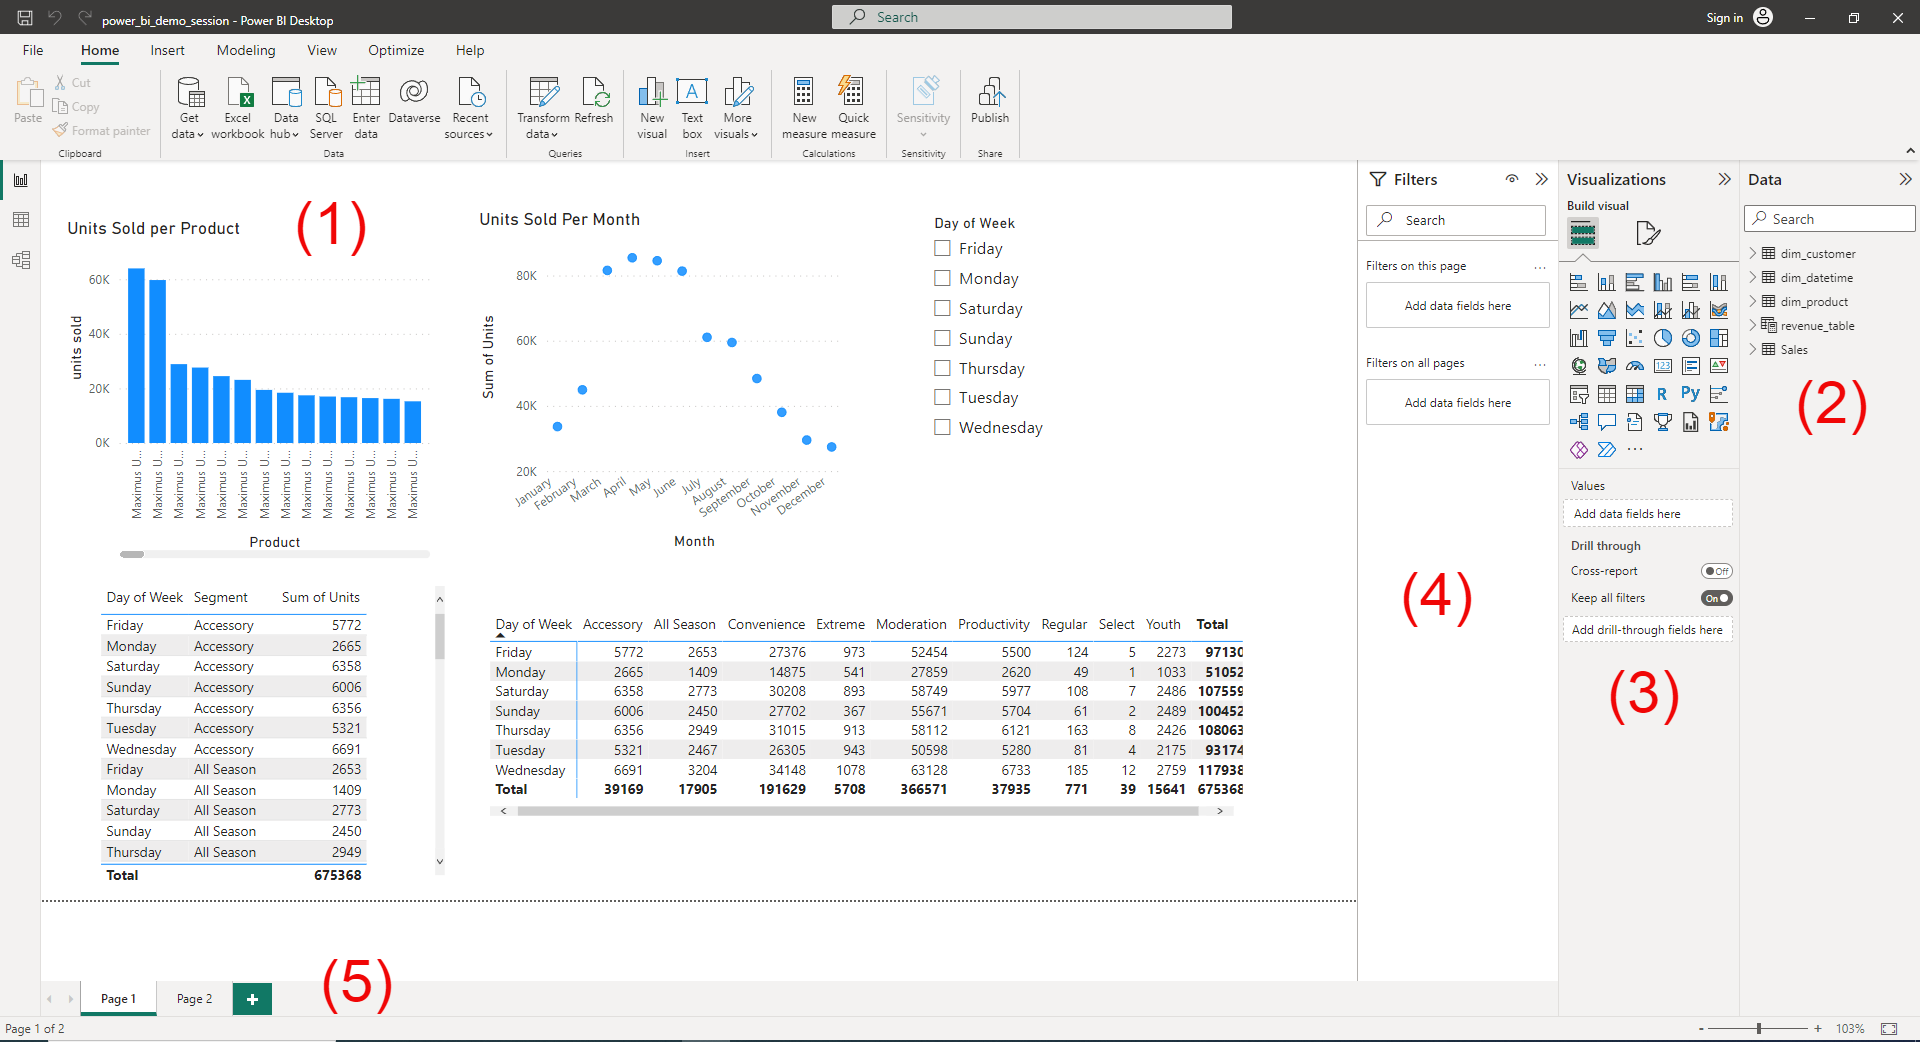 power_bi_demo_session - Power BI Desktop
Search
Sign in
File Home Insert Modeling View Optimize Help
Paste
Cut
Copy
Format painter
Clipboard
Get data
Excel workbook
Data hub
SQL Server
Enter data
Dataverse
Recent sources
Data
Transform data
Refresh
Queries
New visual
Text box
More visuals
Insert
New measure
Quick measure
Calculations
Sensitivity
Sensitivity
Publish
Share
Units Sold per Product
(1)
units sold
60K
40K
20K
0K
Maximus U...
Maximus U...
Maximus U...
Maximus U...
Maximus U...
Maximus U...
Maximus U...
Maximus U...
Maximus U...
Maximus U...
Maximus U...
Maximus U...
Maximus U...
Maximus U...
Product
Units Sold Per Month
Sum of Units
80K
60K
40K
20K
January
February
March
April
May
June
July
August
September
October
November
December
Month
Day of Week
Friday
Monday
Saturday
Sunday
Thursday
Tuesday
Wednesday
Day of Week Segment Sum of Units
Friday Accessory 5772
Monday Accessory 2665
Saturday Accessory 6358
Sunday Accessory 6006
Thursday Accessory 6356
Tuesday Accessory 5321
Wednesday Accessory 6691
Friday All Season 2653
Monday All Season 1409
Saturday All Season 2773
Sunday All Season 2450
Thursday All Season 2949
Total 675368
Day of Week Accessory All Season Convenience Extreme Moderation Productivity Regular Select Youth Total
Friday 5772 2653 27376 973 52454 5500 124 5 2273 97130
Monday 2665 1409 14875 541 27859 2620 49 1 1033 51052
Saturday 6358 2773 30208 893 58749 5977 108 7 2486 107559
Sunday 6006 2450 27702 367 55671 5704 61 2 2489 100452
Thursday 6356 2949 31015 913 58112 6121 163 8 2426 108063
Tuesday 5321 2467 26305 943 50598 5280 81 4 2175 93174
Wednesday 6691 3204 34148 1078 63128 6733 185 12 2759 117938
Total 39169 17905 191629 5708 366571 37935 771 39 15641 675368
Filters
Search
Filters on this page ...
Add data fields here
Filters on all pages ...
Add data fields here
(4)
Visualizations
Build visual
123
R
Py
...
Values
Add data fields here
Drill through
Cross-report Off
Keep all filters On
Add drill-through fields here
(3)
Data
Search
dim_customer
dim_datetime
dim_product
revenue_table
Sales
(2)
(5)
Page 1 Page 2 +
Page 1 of 2
- + 103%